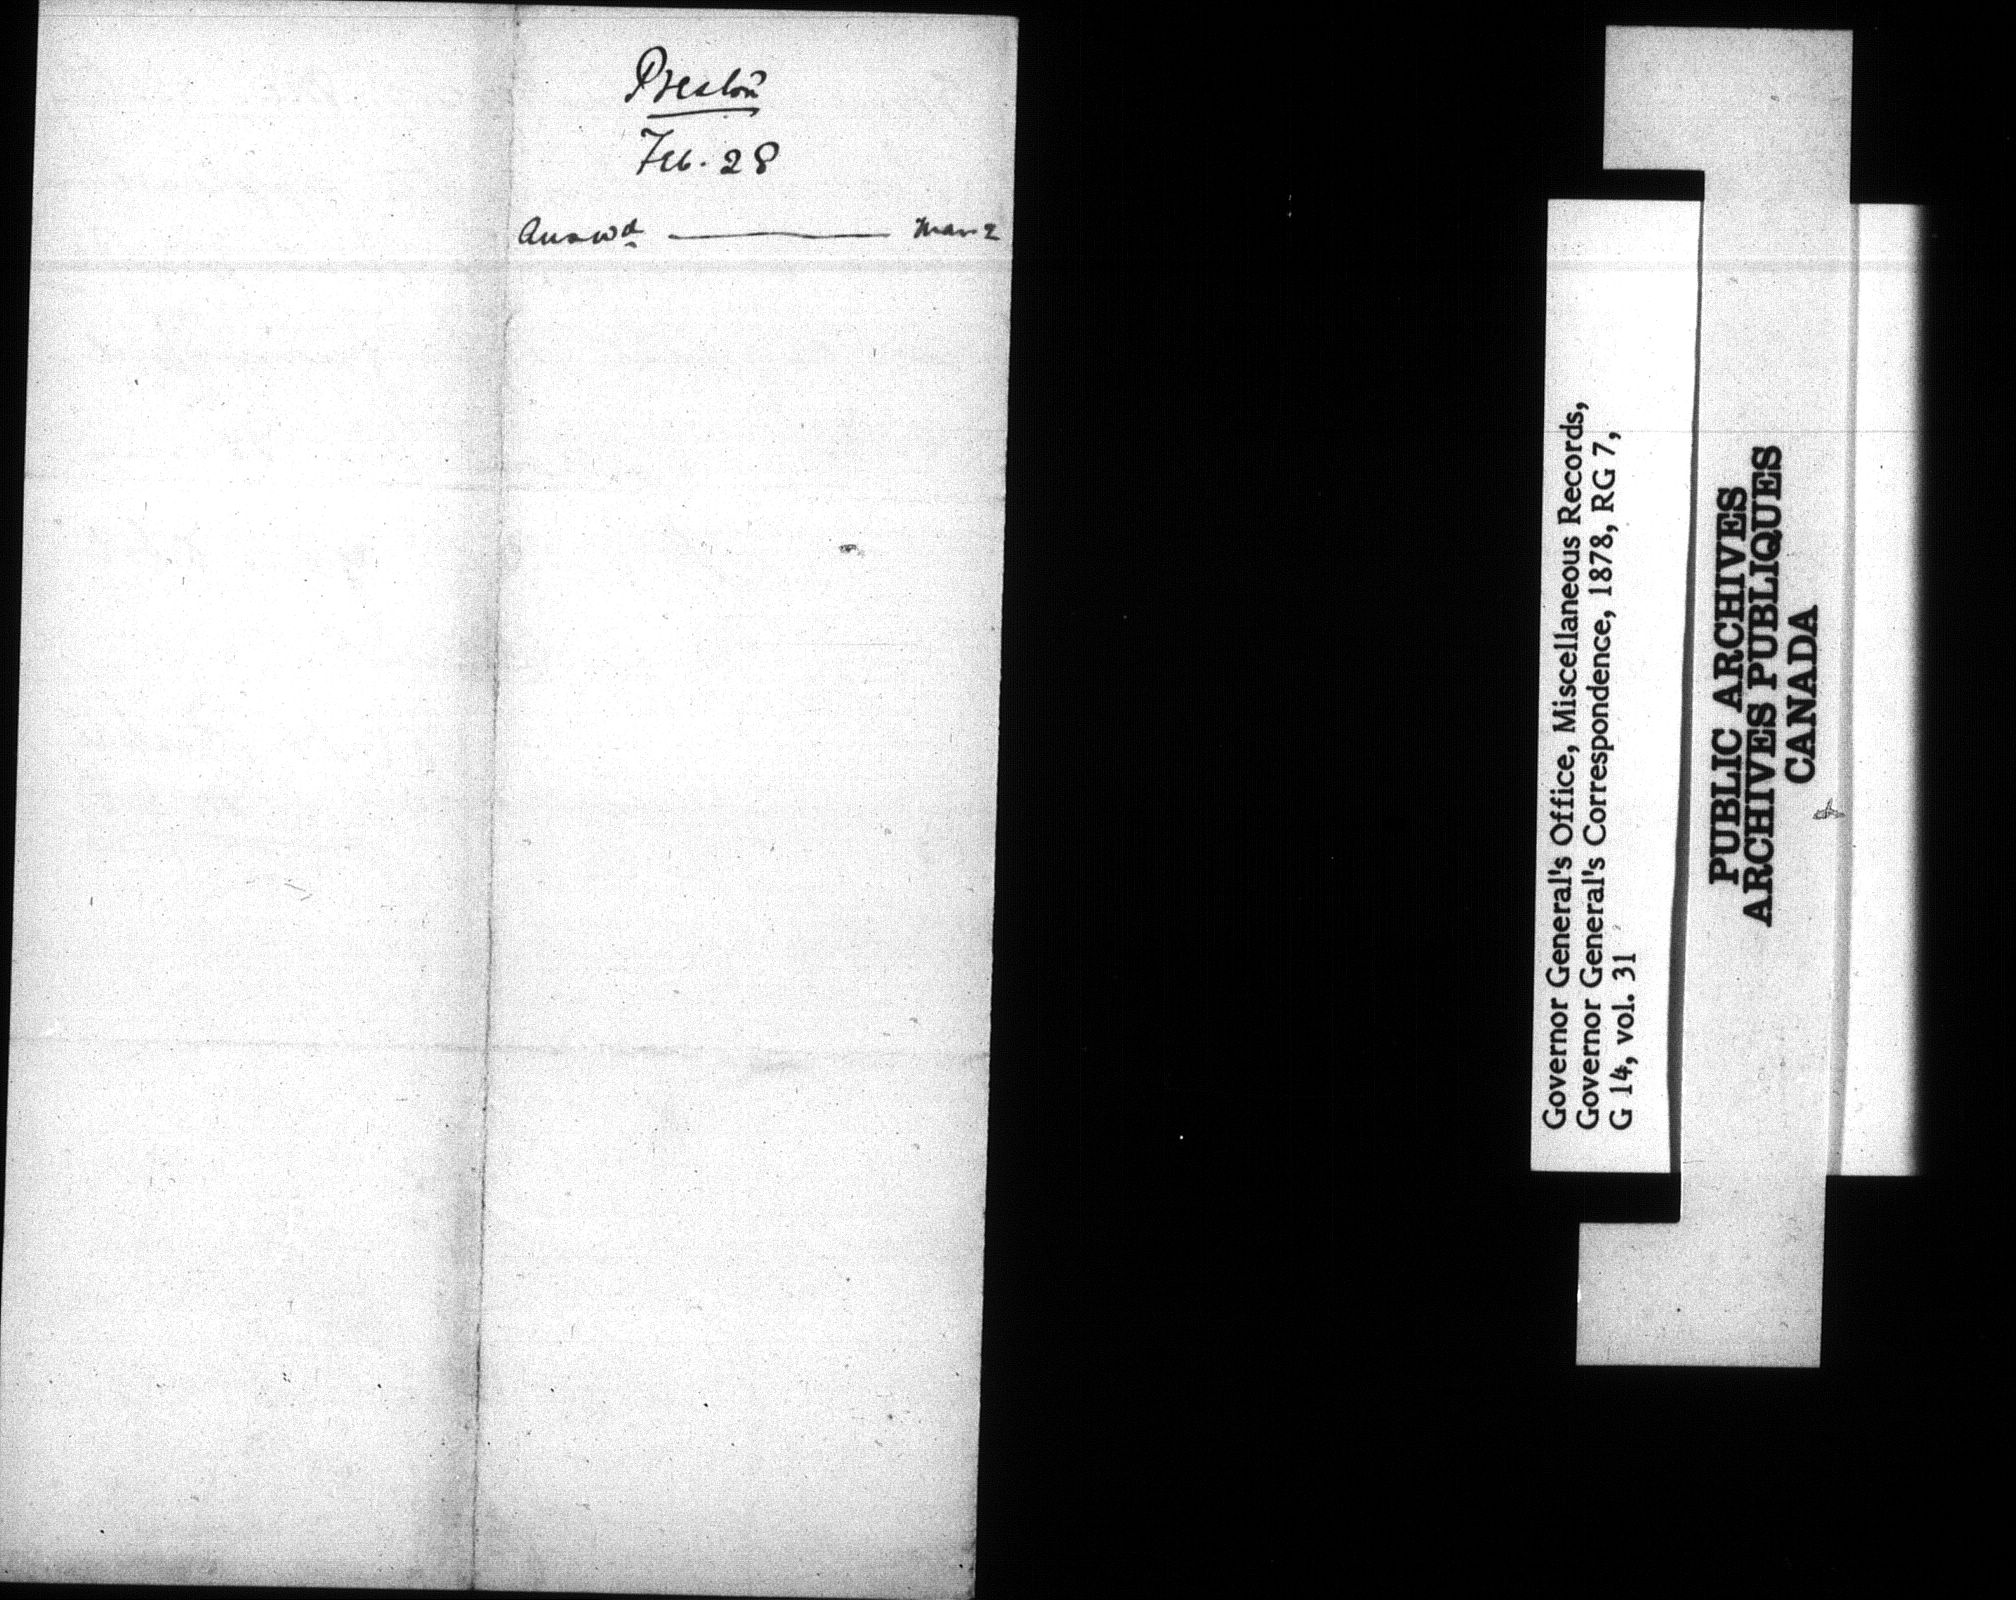 Preston
Feb. 28
Answd ——— Mar 2
Governor General's Office, Miscellaneous Records,
Governor General's Correspondence, 1878, RG 7,
G 14, vol. 31
PUBLIC ARCHIVES
ARCHIVES PUBLIQUES
CANADA